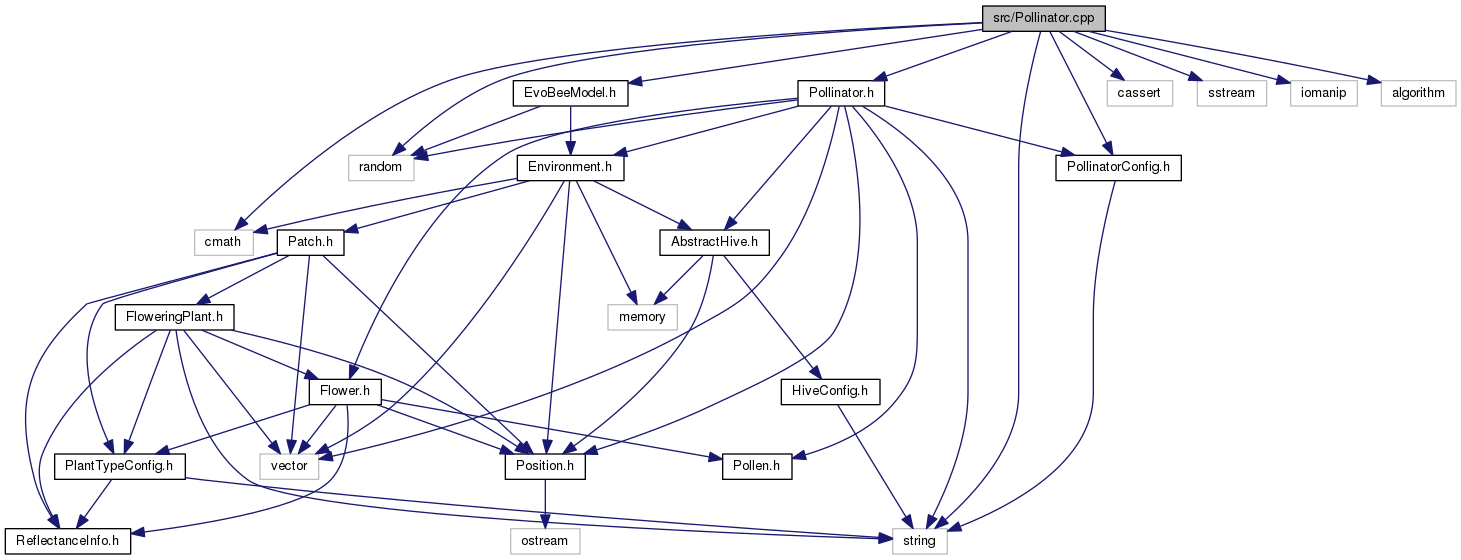 src/Pollinator.cpp
EvoBeeModel.h
Pollinator.h
cassert
sstream
iomanip
algorithm
random
Environment.h
PollinatorConfig.h
cmath
Patch.h
AbstractHive.h
FloweringPlant.h
memory
Flower.h
HiveConfig.h
PlantTypeConfig.h
vector
Position.h
Pollen.h
ReflectanceInfo.h
ostream
string